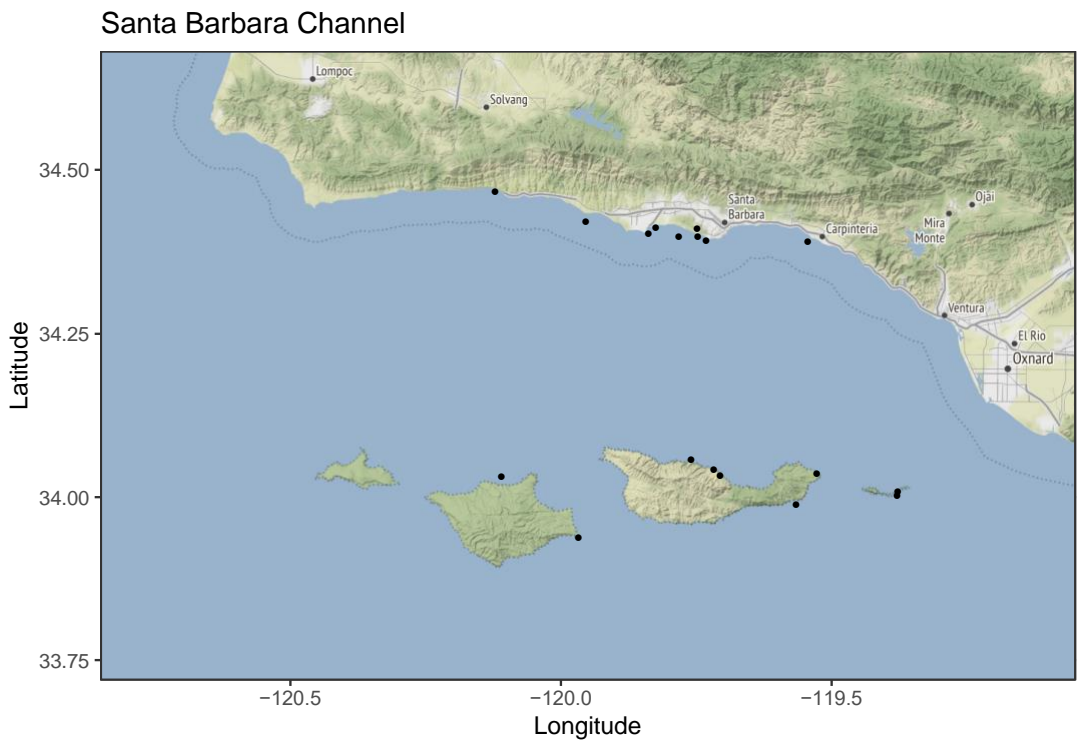 Santa Barbara Channel
Lompoc
Solvang
Ojai
Santa
Barbara
Mira
Monte
Carpinteria
Ventura
El Rio
Oxnard
Latitude
34.50
34.25
34.00
33.75
−120.5
−120.0
−119.5
Longitude